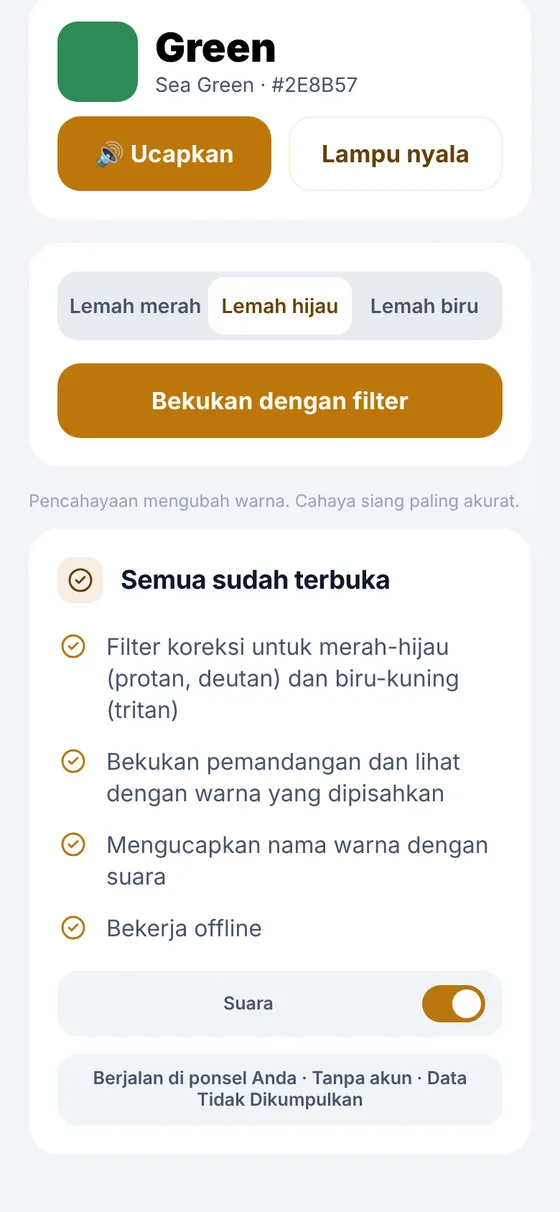 Green
Sea Green · #2E8B57
🔊 Ucapkan
Lampu nyala
Lemah merah
Lemah hijau
Lemah biru
Bekukan dengan filter
Pencahayaan mengubah warna. Cahaya siang paling akurat.
Semua sudah terbuka
Filter koreksi untuk merah-hijau
(protan, deutan) dan biru-kuning
(tritan)
Bekukan pemandangan dan lihat
dengan warna yang dipisahkan
Mengucapkan nama warna dengan
suara
Bekerja offline
Suara
Berjalan di ponsel Anda · Tanpa akun · Data
Tidak Dikumpulkan